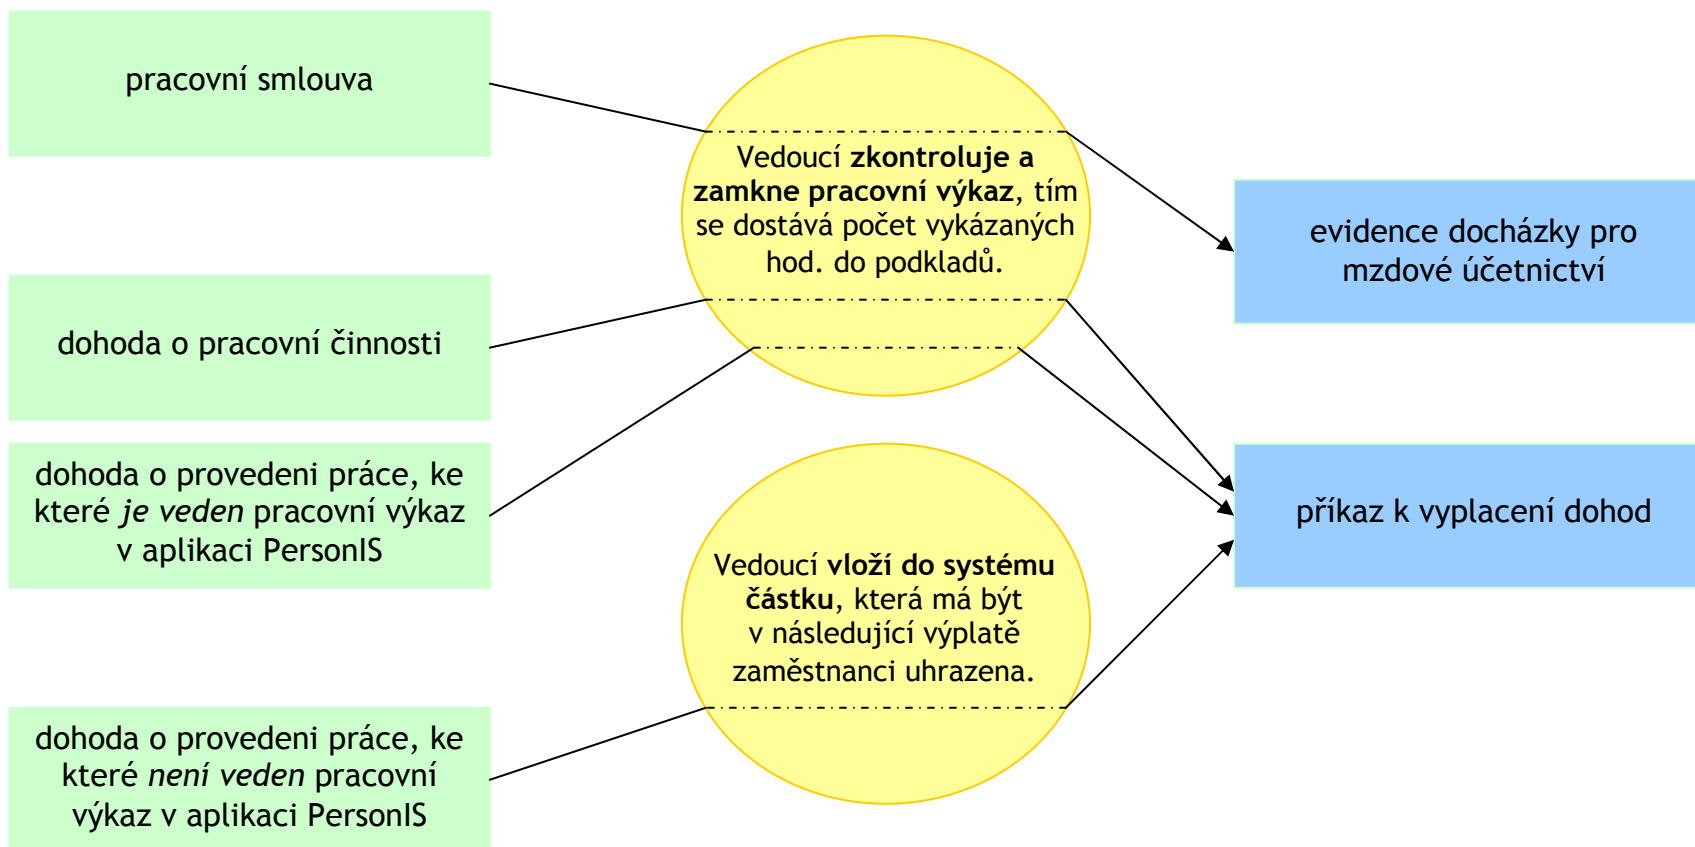 pracovní smlouva
Vedoucí zkontroluje a
zamkne pracovní výkaz, tím
se dostává počet vykázaných
hod. do podkladů.
evidence docházky pro
mzdové účetnictví
dohoda o pracovní činnosti
dohoda o provedeni práce, ke
které je veden pracovní výkaz
v aplikaci PersonIS
příkaz k vyplacení dohod
Vedoucí vloží do systému
částku, která má být
v následující výplatě
zaměstnanci uhrazena.
dohoda o provedeni práce, ke
které není veden pracovní
výkaz v aplikaci PersonIS